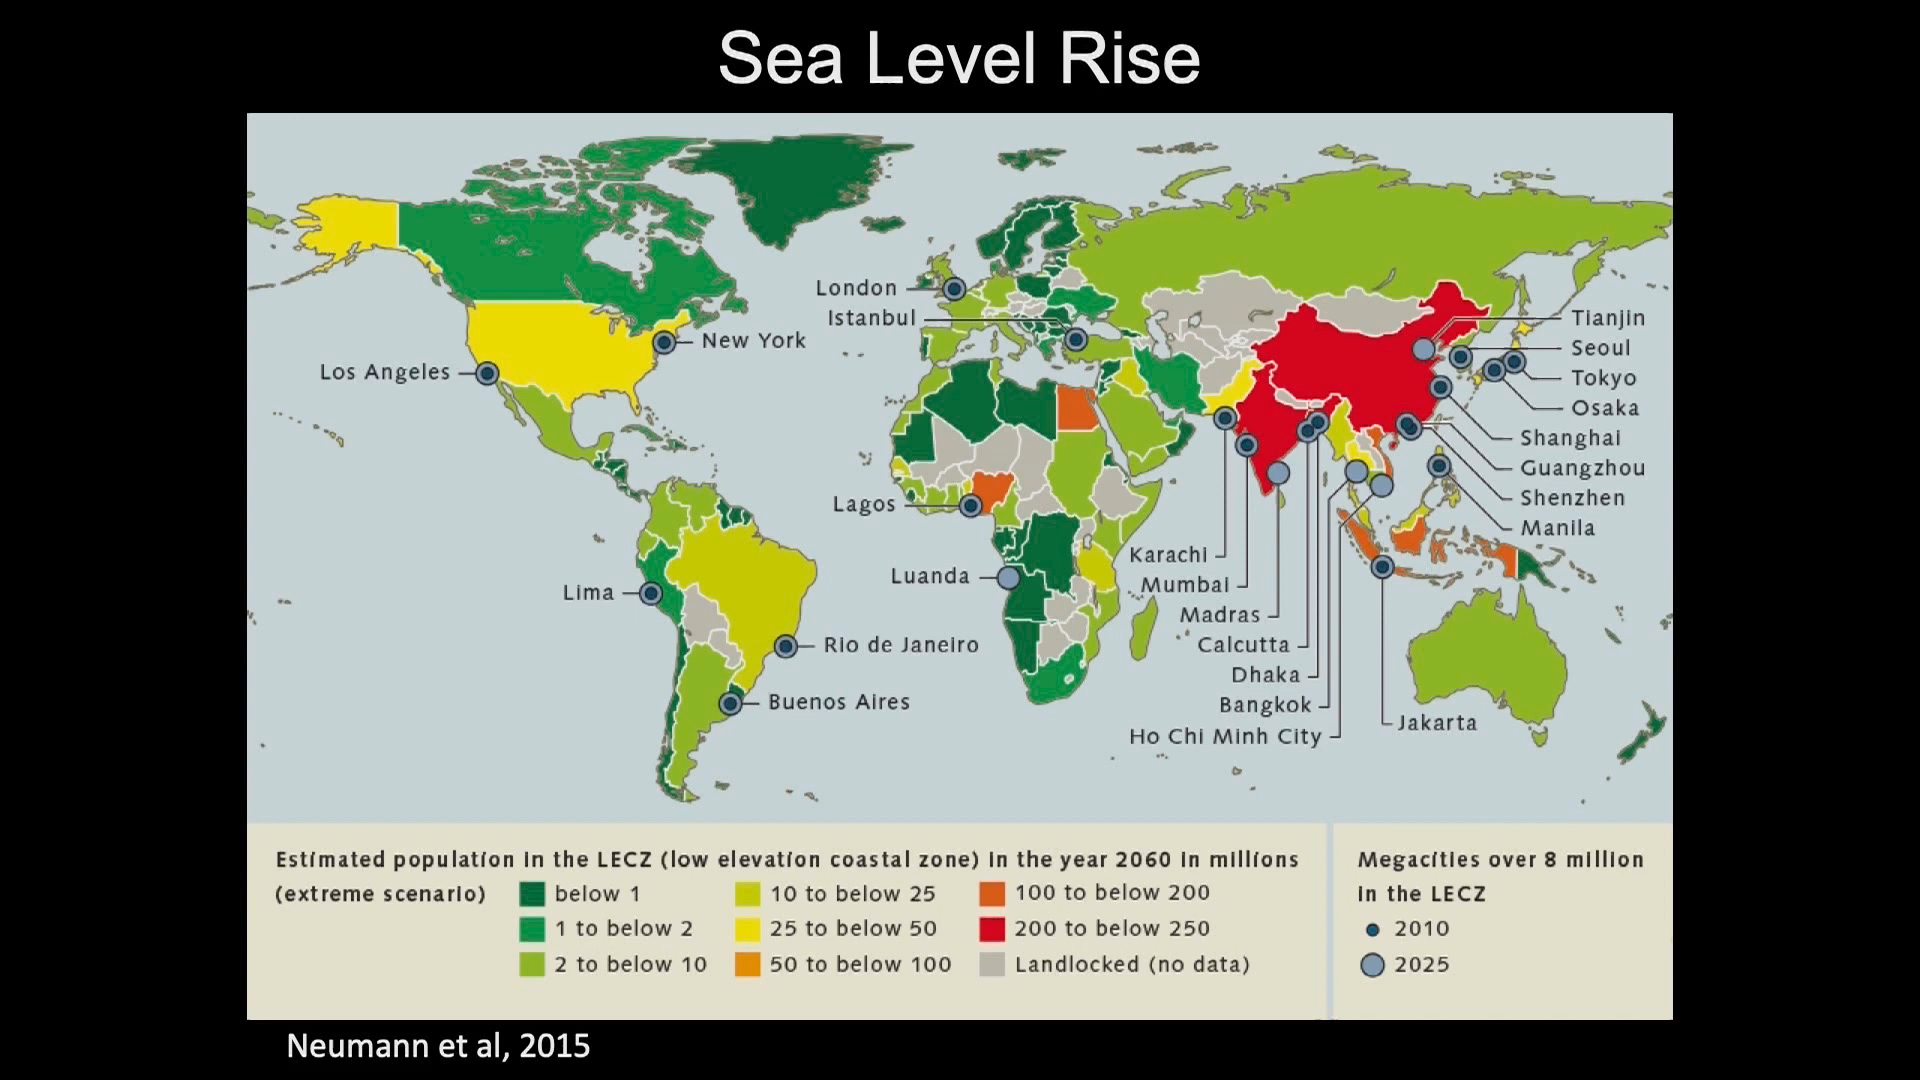 Sea Level Rise
London
Istanbul
New York
Los Angeles
Lagos
Luanda
Lima
Rio de Janeiro
Buenos Aires
Tianjin
Seoul
Tokyo
Osaka
Shanghai
Guangzhou
Shenzhen
Manila
Karachi
Mumbai
Madras
Calcutta
Dhaka
Bangkok
Ho Chi Minh City
Jakarta
Estimated population in the LECZ (low elevation coastal zone) in the year 2060 in millions
(extreme scenario)
below 1
1 to below 2
2 to below 10
10 to below 25
25 to below 50
50 to below 100
100 to below 200
200 to below 250
Landlocked (no data)
Megacities over 8 million
in the LECZ
2010
2025
Neumann et al, 2015